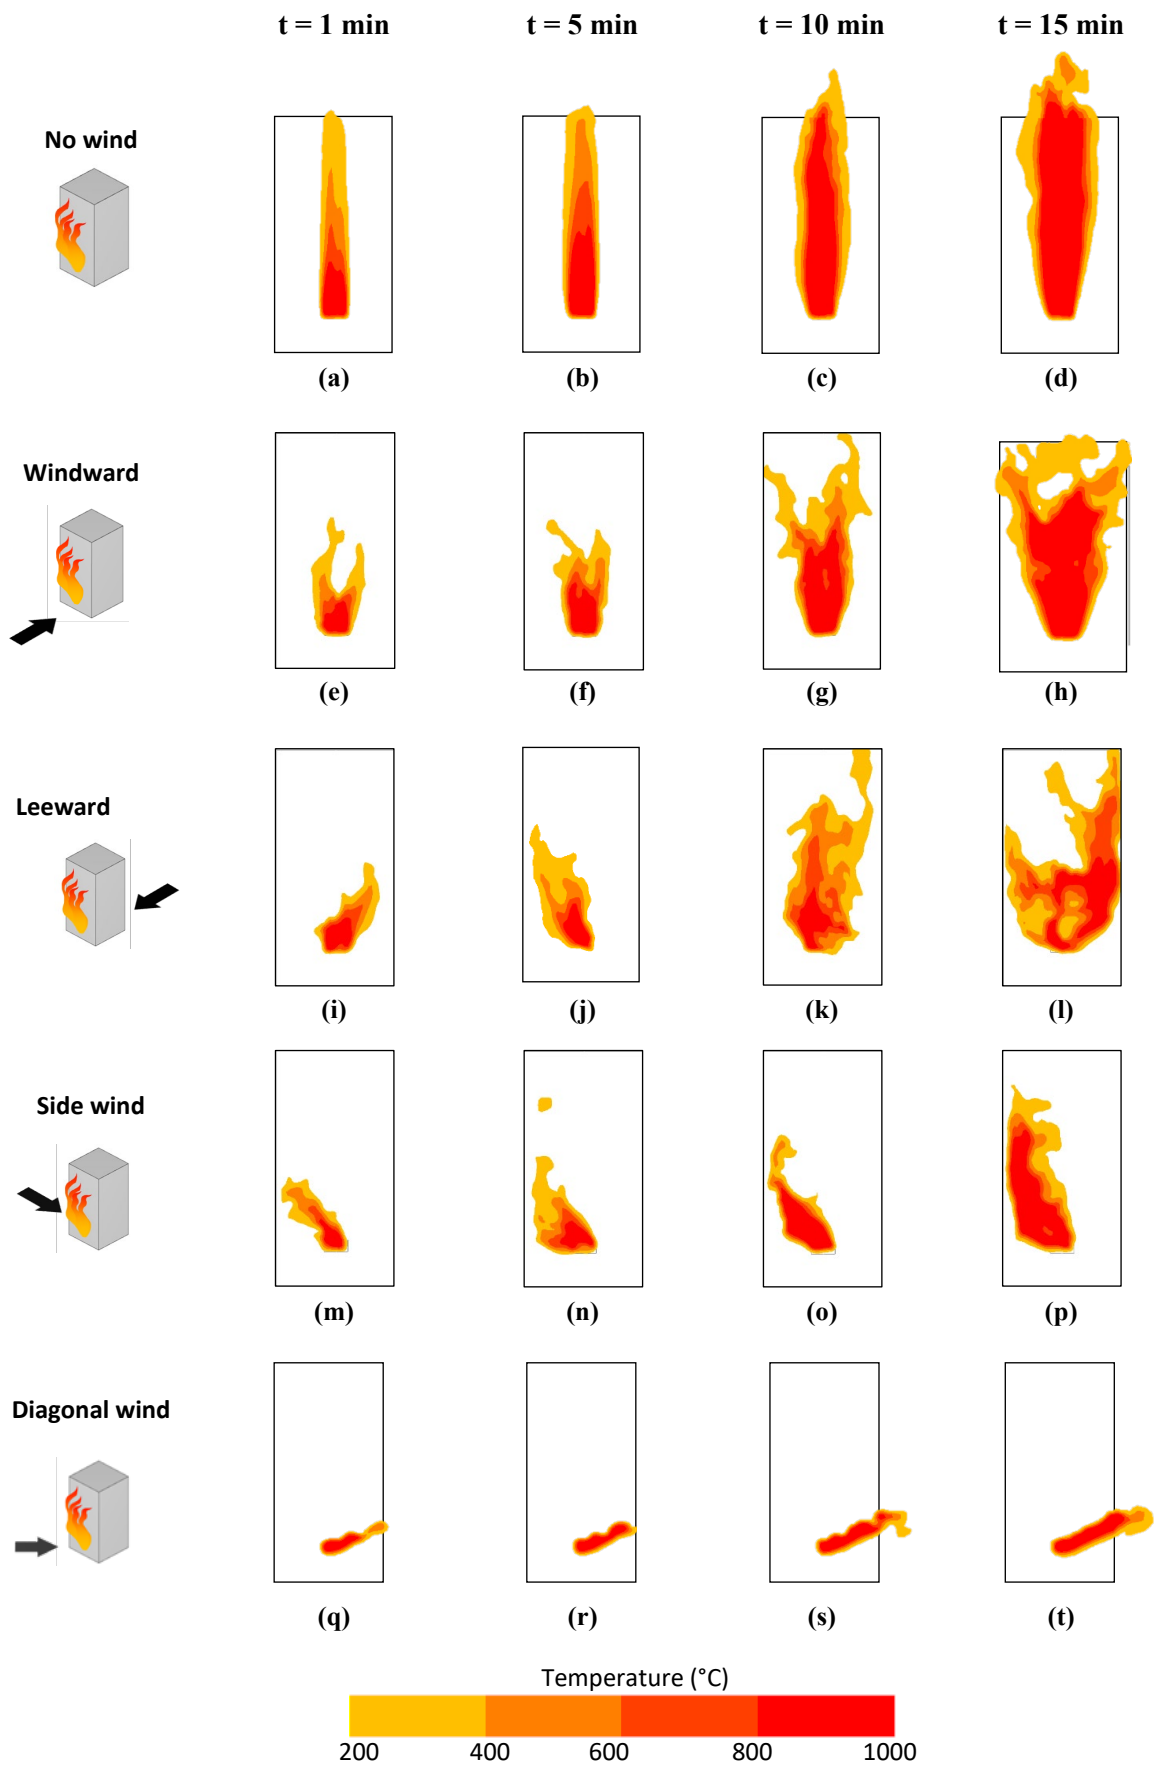 t = 1 min t = 5 min t = 10 min t = 15 min
No wind
(a) (b) (c) (d)
Windward
(e) (f) (g) (h)
Leeward
(i) (j) (k) (l)
Side wind
(m) (n) (o) (p)
Diagonal wind
(q) (r) (s) (t)
Temperature (°C)
200 400 600 800 1000